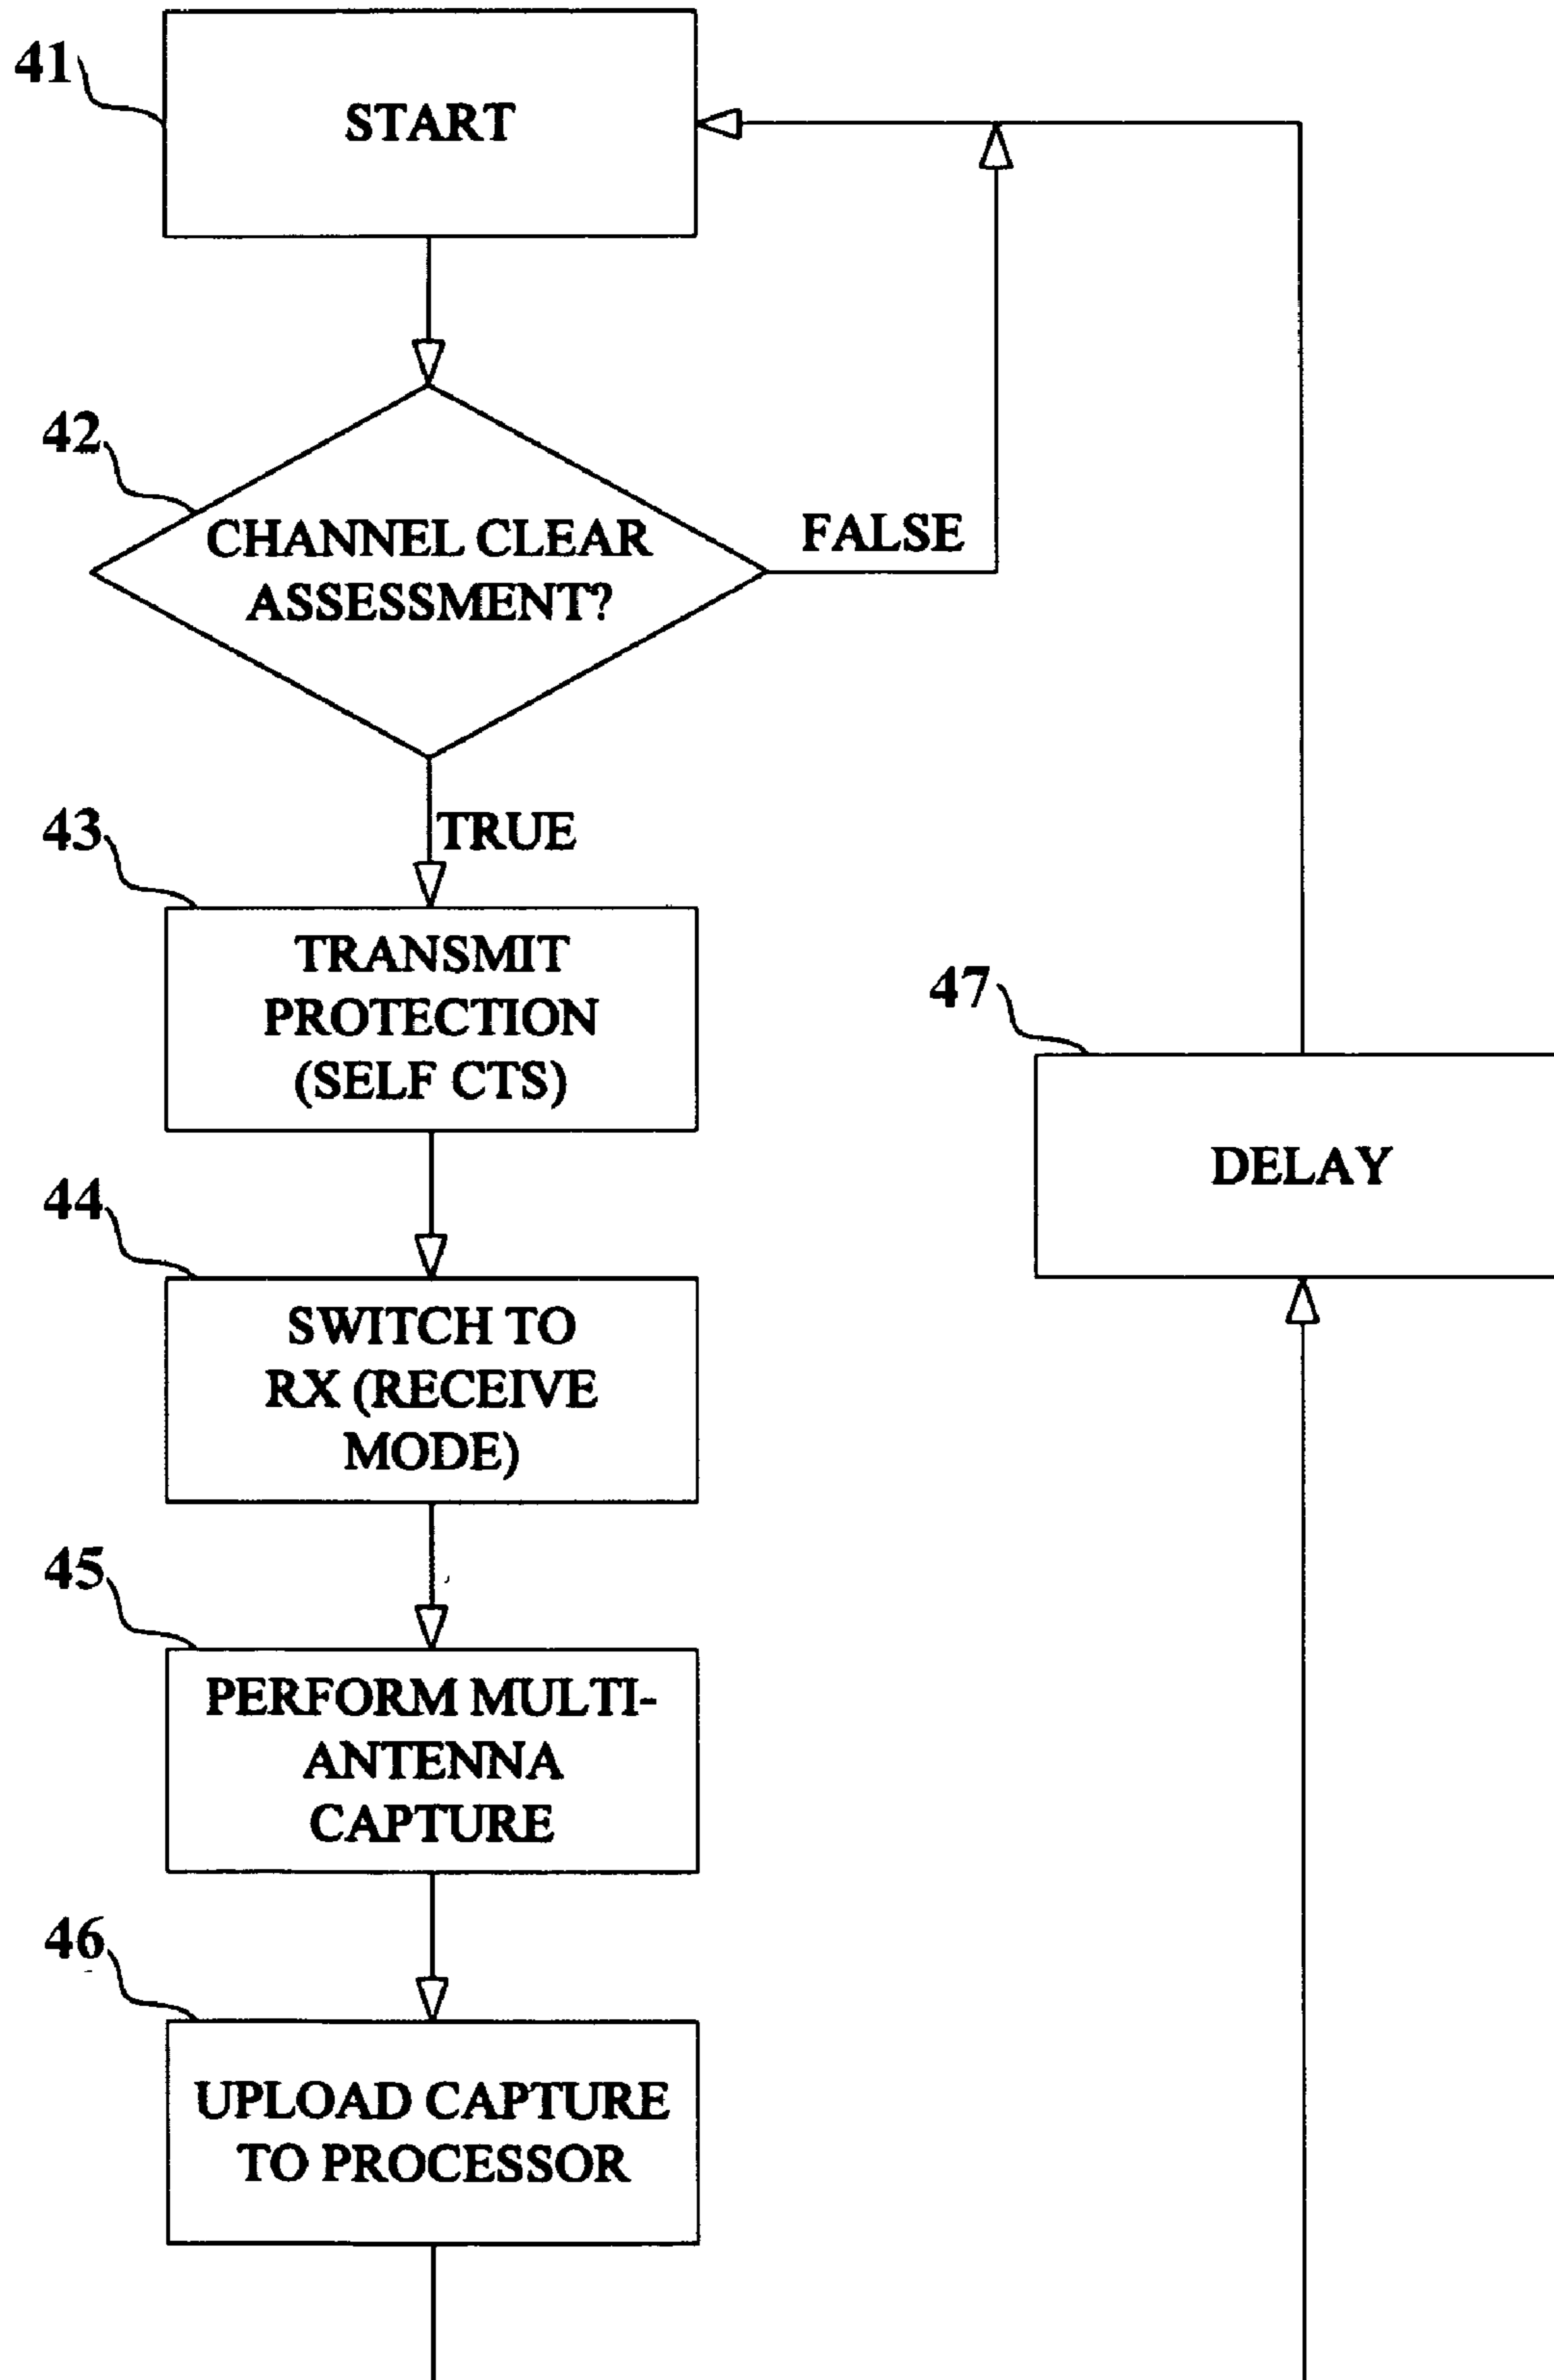 41
START
42
CHANNEL CLEAR
ASSESSMENT?
FALSE
TRUE
43
TRANSMIT
PROTECTION
(SELF CTS)
47
DELAY
44
SWITCH TO
RX (RECEIVE
MODE)
45
PERFORM MULTI-
ANTENNA
CAPTURE
46
UPLOAD CAPTURE
TO PROCESSOR